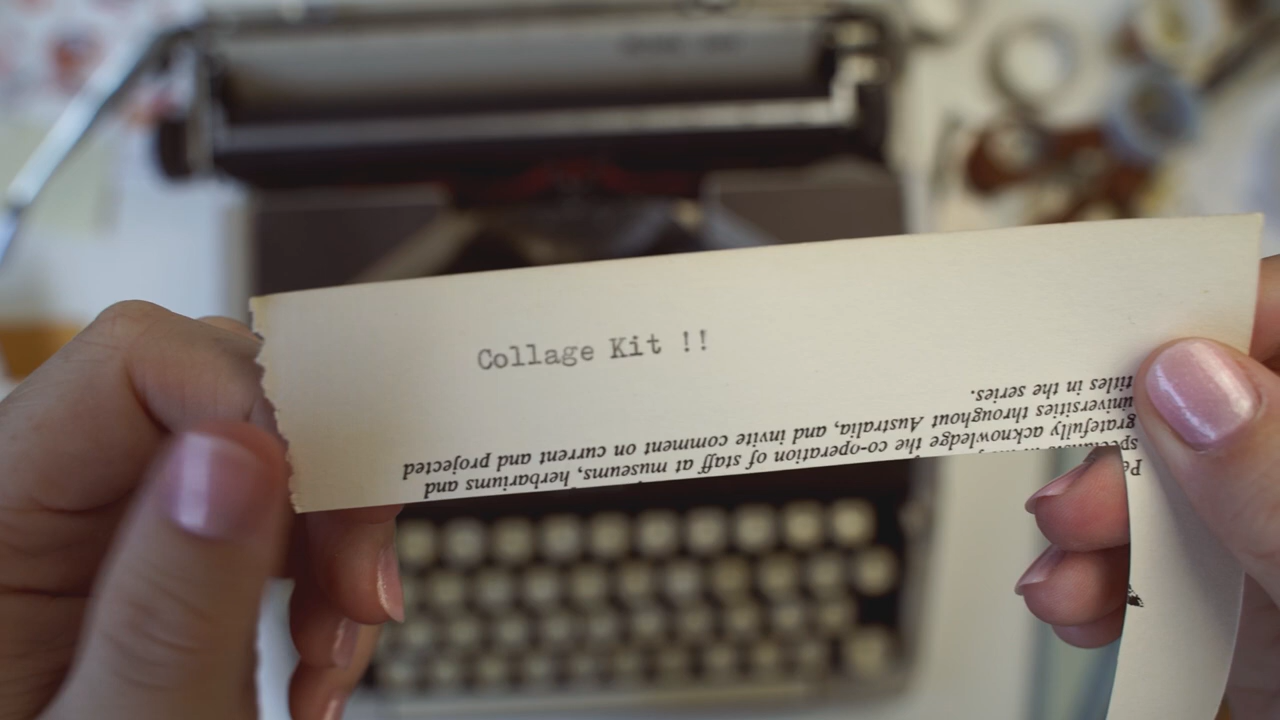 Collage Kit !!
gratefully acknowledge the co-operation of staff at museums, herbariums and
universities throughout Australia, and invite comment on current and projected
titles in the series.